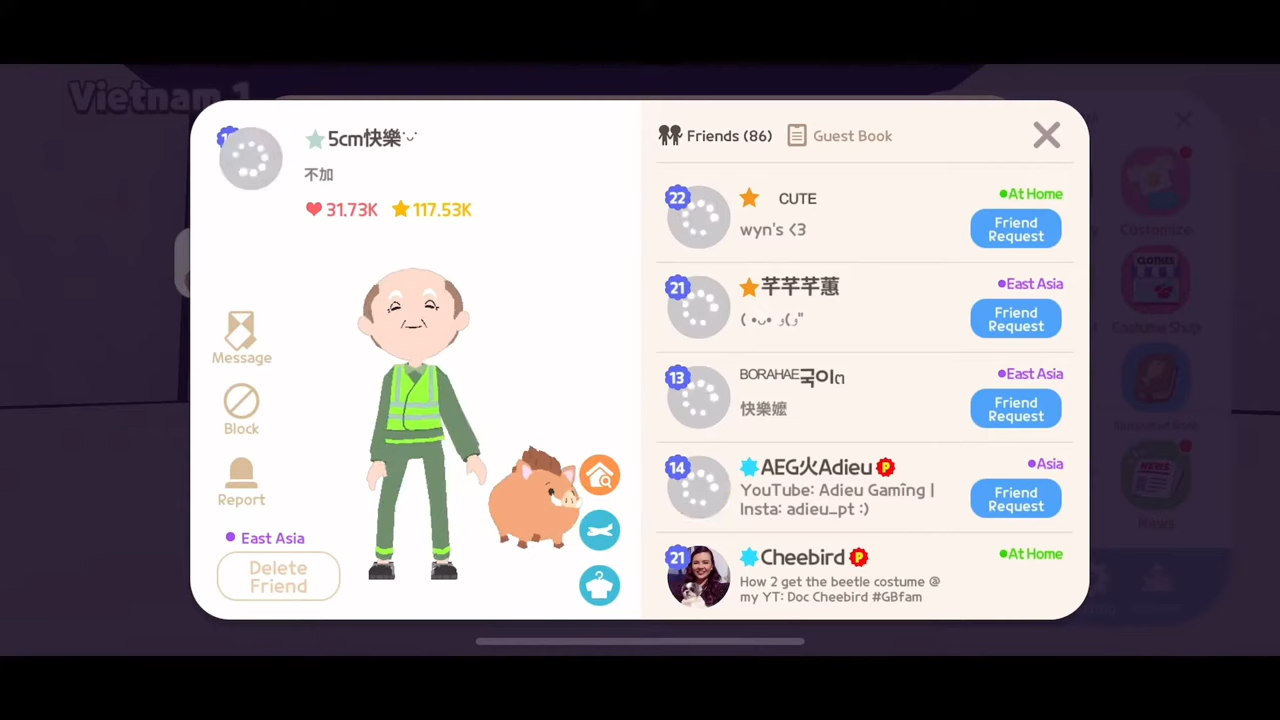 Vietnam 1
5cm快樂˙ᵕ˙
不加
31.73K 117.53K
Message
Block
Report
East Asia
Delete
Friend
Friends (86) Guest Book
22 CUTE
wyn's <3
At Home
Friend
Request
21 芊芊芊蕙
East Asia
Friend
Request
13 BORAHAE국이ຕ
快樂嬤
East Asia
Friend
Request
14 AEG火Adieu P
YouTube: Adieu Gamîng |
Insta: adieu_pt :)
Asia
Friend
Request
21 Cheebird P
How 2 get the beetle costume @
my YT: Doc Cheebird #GBfam
At Home
Customize
CLOTHES
Costume Shop
NEWS
News